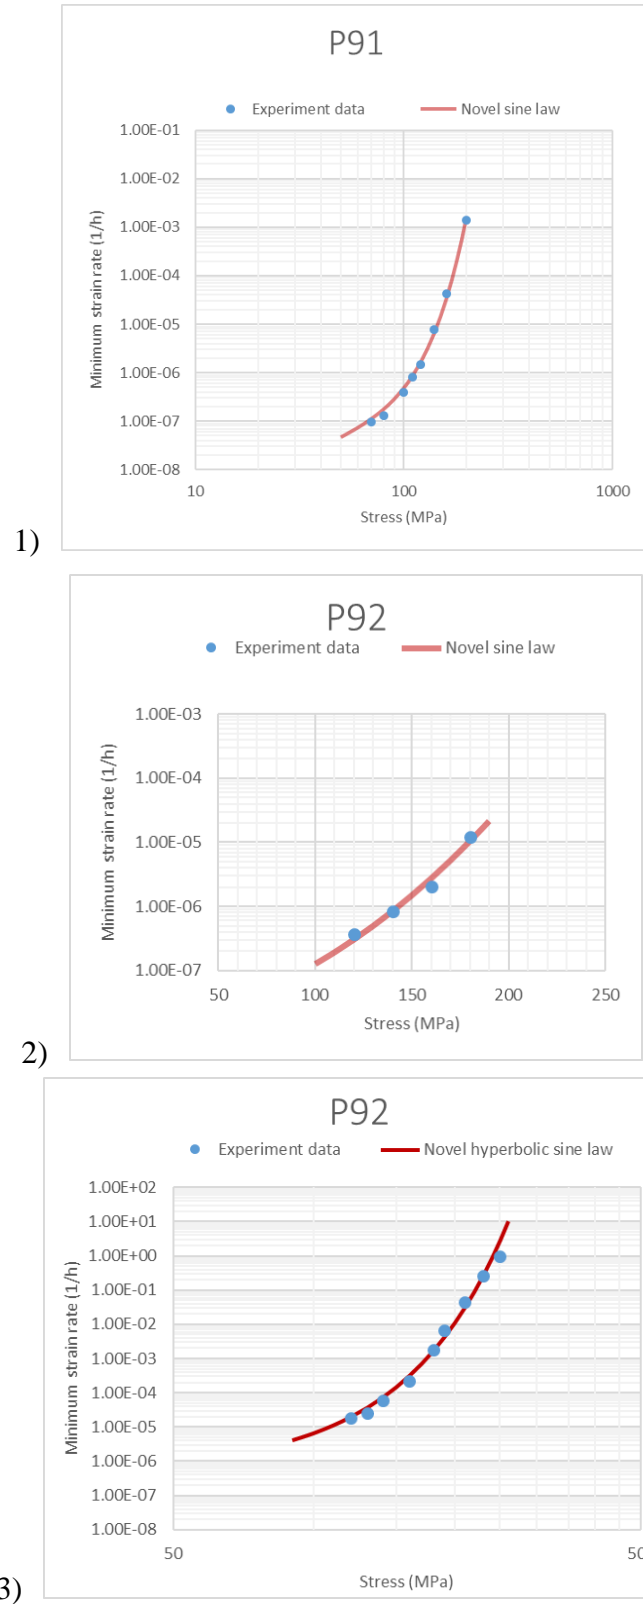 P91
Experiment data Novel sine law
1.00E-01
1.00E-02
1.00E-03
1.00E-04
1.00E-05
1.00E-06
1.00E-07
1.00E-08
Minimum strain rate (1/h)
10 100 1000
Stress (MPa)
1)
P92
Experiment data Novel sine law
1.00E-03
1.00E-04
1.00E-05
1.00E-06
1.00E-07
Minimum strain rate (1/h)
50 100 150 200 250
Stress (MPa)
2)
P92
Experiment data Novel hyperbolic sine law
1.00E+02
1.00E+01
1.00E+00
1.00E-01
1.00E-02
1.00E-03
1.00E-04
1.00E-05
1.00E-06
1.00E-07
1.00E-08
Minimum strain rate (1/h)
50
Stress (MPa)
3)